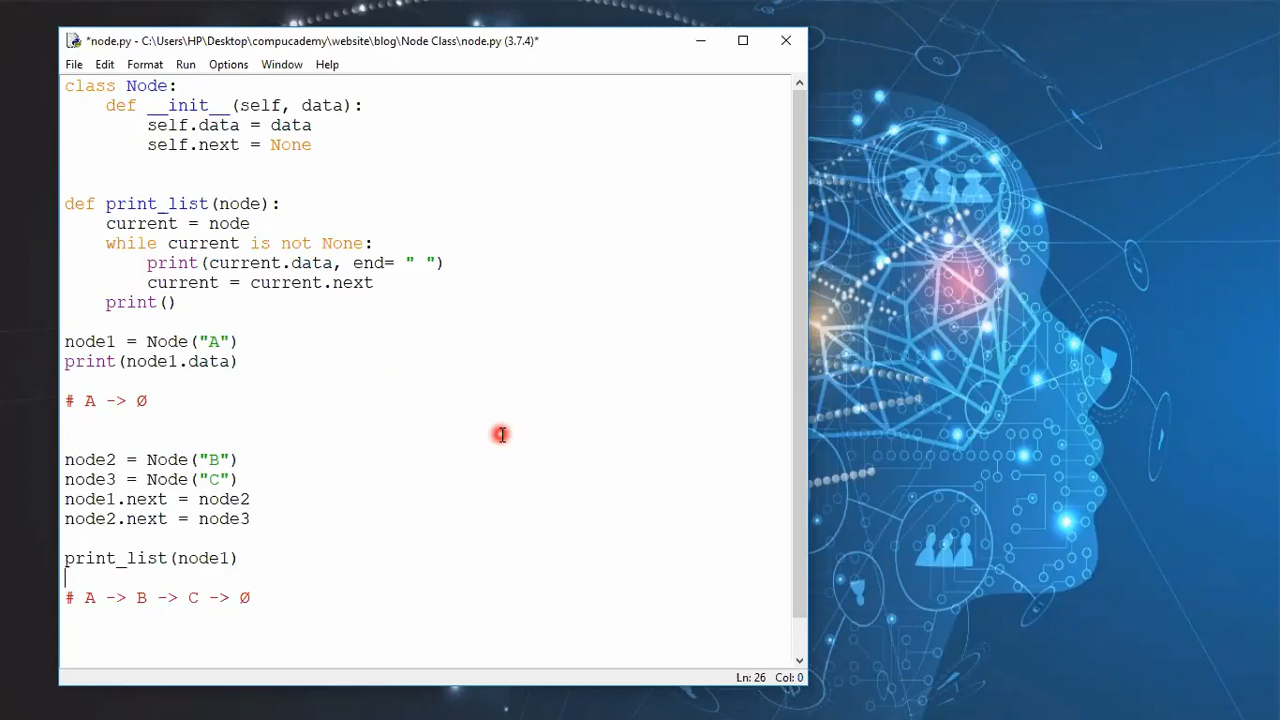 *node.py - C:\Users\HP\Desktop\compucademy\website\blog\Node Class\node.py (3.7.4)*
File Edit Format Run Options Window Help
class Node:
    def __init__(self, data):
        self.data = data
        self.next = None
def print_list(node):
    current = node
    while current is not None:
        print(current.data, end= " ")
        current = current.next
    print()
node1 = Node("A")
print(node1.data)
# A -> Ø
node2 = Node("B")
node3 = Node("C")
node1.next = node2
node2.next = node3
print_list(node1)
# A -> B -> C -> Ø
Ln: 26 Col: 0